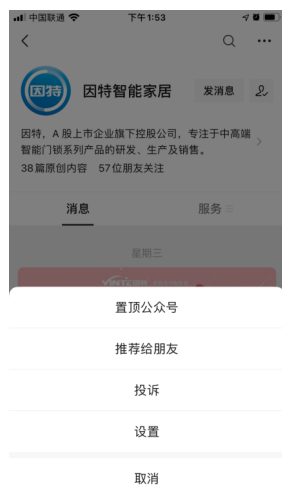 中国联通 下午1:53
因特
因特智能家居 发消息
因特，A 股上市企业旗下控股公司，专注于中高端
智能门锁系列产品的研发、生产及销售。
38篇原创内容 57位朋友关注
消息 服务
星期三
置顶公众号
推荐给朋友
投诉
设置
取消